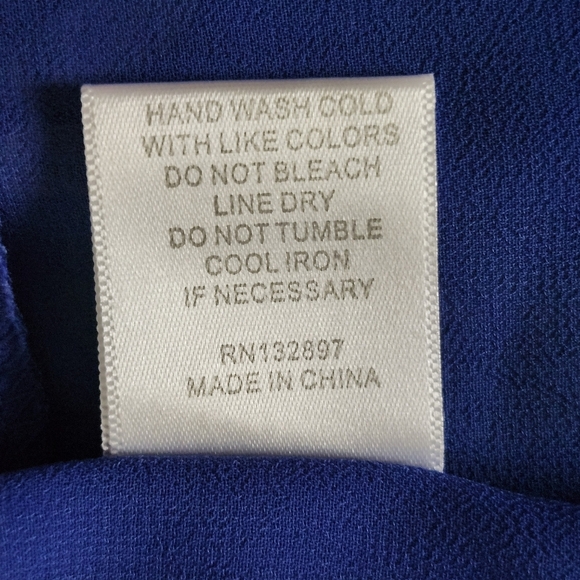 HAND WASH COLD
WITH LIKE COLORS
DO NOT BLEACH
LINE DRY
DO NOT TUMBLE
COOL IRON
IF NECESSARY
RN132897
MADE IN CHINA